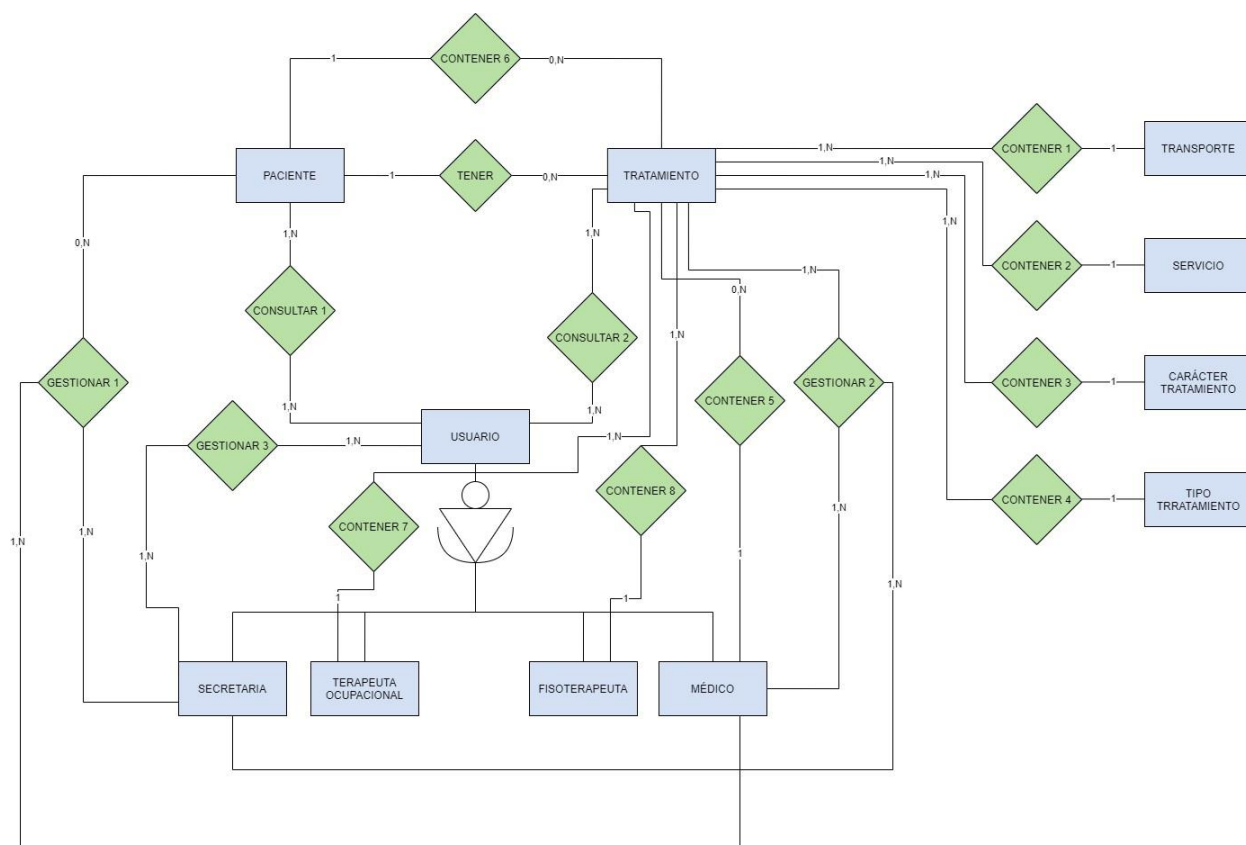 CONTENER 6
1
0,N
CONTENER 1
1,N
1
TRANSPORTE
PACIENTE
1
TENER
0,N
TRATAMIENTO
1,N
1,N
1,N
0,N
1,N
1,N
CONTENER 2
1
SERVICIO
1,N
0,N
1,N
CONSULTAR 1
CONSULTAR 2
1,N
GESTIONAR 1
GESTIONAR 2
1,N
CONTENER 3
1
CARÁCTER
TRATAMIENTO
CONTENER 5
1,N
1,N
USUARIO
1,N
GESTIONAR 3
1,N
CONTENER 8
CONTENER 4
1
TIPO
TRRATAMIENTO
CONTENER 7
1,N
1,N
1,N
1,N
1
1,N
1
1
SECRETARIA
TERAPEUTA
OCUPACIONAL
FISOTERAPEUTA
MÉDICO